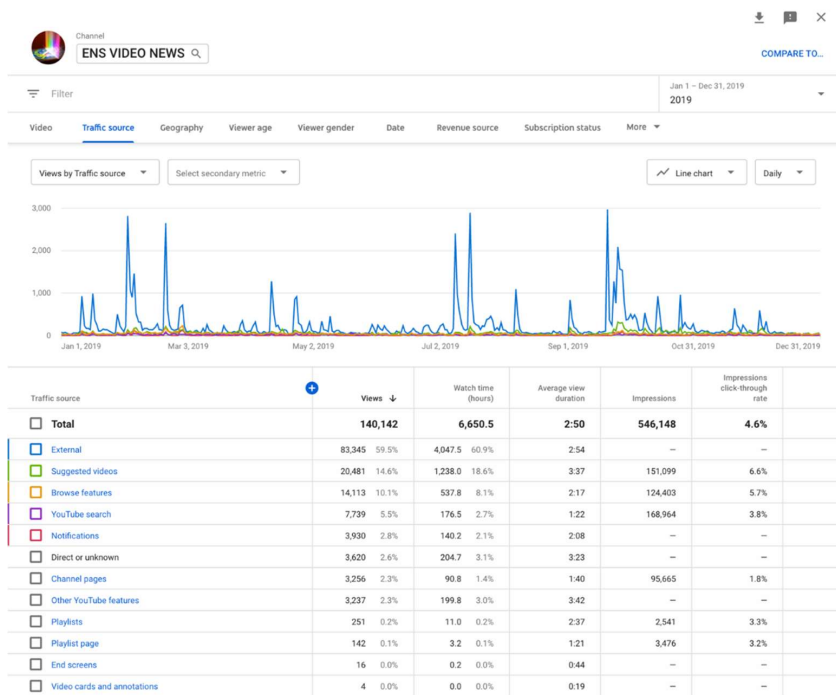 Channel
ENS VIDEO NEWS
COMPARE TO...
Filter
Jan 1 – Dec 31, 2019
2019
Video Traffic source Geography Viewer age Viewer gender Date Revenue source Subscription status More
Views by Traffic source Select secondary metric Line chart Daily
3,000
2,000
1,000
0
Jan 1, 2019 Mar 3, 2019 May 2, 2019 Jul 2, 2019 Sep 1, 2019 Oct 31, 2019 Dec 31, 2019
Traffic source Views Watch time (hours) Average view duration Impressions Impressions click-through rate
Total 140,142 6,650.5 2:50 546,148 4.6%
External 83,345 59.5% 4,047.5 60.9% 2:54 – –
Suggested videos 20,481 14.6% 1,238.0 18.6% 3:37 151,099 6.6%
Browse features 14,113 10.1% 537.8 8.1% 2:17 124,403 5.7%
YouTube search 7,739 5.5% 176.5 2.7% 1:22 168,964 3.8%
Notifications 3,930 2.8% 140.2 2.1% 2:08 – –
Direct or unknown 3,620 2.6% 204.7 3.1% 3:23 – –
Channel pages 3,256 2.3% 90.8 1.4% 1:40 95,665 1.8%
Other YouTube features 3,237 2.3% 199.8 3.0% 3:42 – –
Playlists 251 0.2% 11.0 0.2% 2:37 2,541 3.3%
Playlist page 142 0.1% 3.2 0.1% 1:21 3,476 3.2%
End screens 16 0.0% 0.2 0.0% 0:44 – –
Video cards and annotations 4 0.0% 0.0 0.0% 0:19 – –